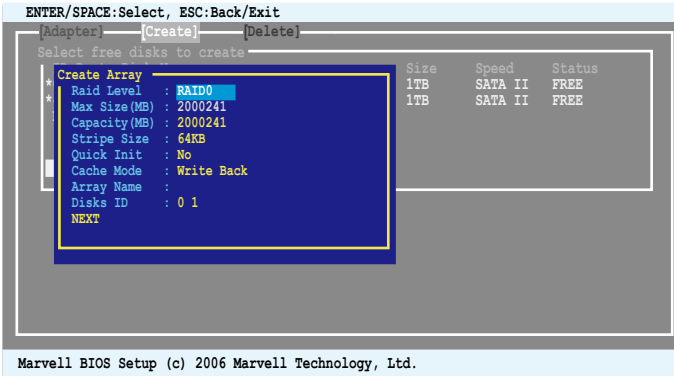 ENTER/SPACE:Select, ESC:Back/Exit
[Adapter] [Create] [Delete]
Select free disks to create
Size Speed Status
* 1TB SATA II FREE
* 1TB SATA II FREE
Create Array
Raid Level : RAID0
Max Size(MB) : 2000241
Capacity(MB) : 2000241
Stripe Size : 64KB
Quick Init : No
Cache Mode : Write Back
Array Name :
Disks ID : 0 1
NEXT
Marvell BIOS Setup (c) 2006 Marvell Technology, Ltd.